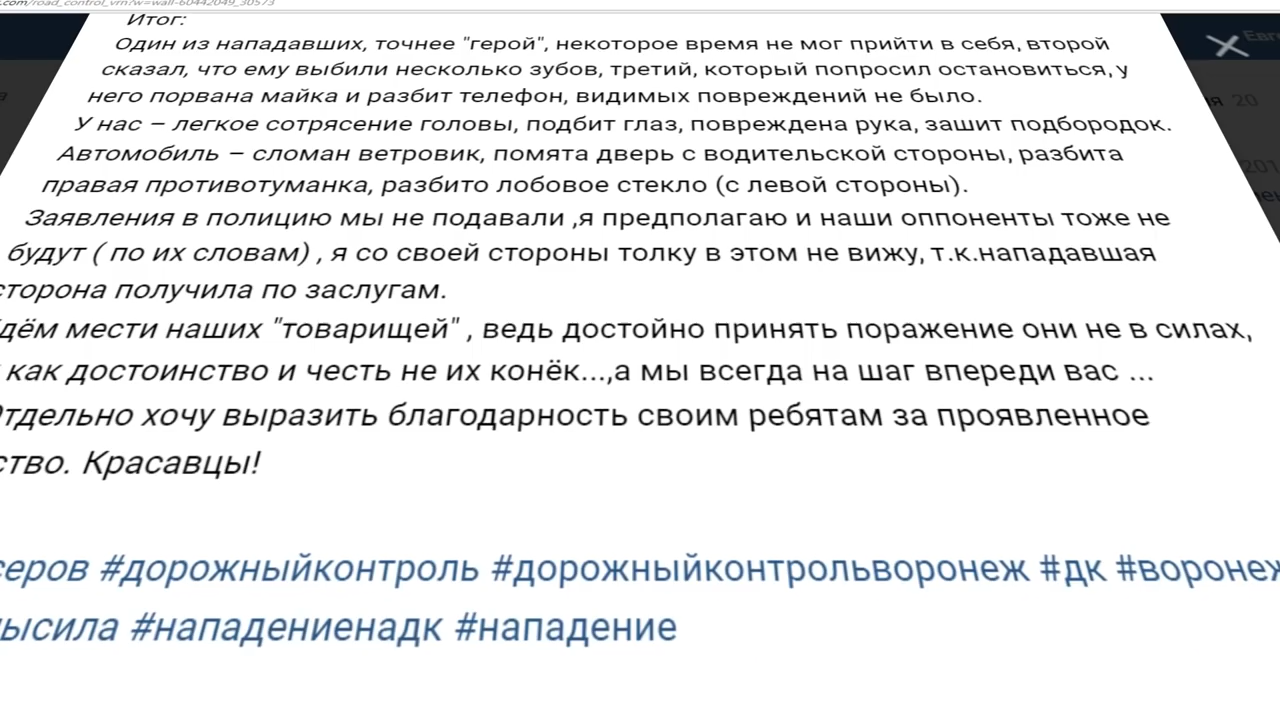 .com/road_control_vrn?w=wall-60442049_30573
Итог:
Один из нападавших, точнее "герой", некоторое время не мог прийти в себя, второй
сказал, что ему выбили несколько зубов, третий, который попросил остановиться, у
него порвана майка и разбит телефон, видимых повреждений не было.
У нас – легкое сотрясение головы, подбит глаз, повреждена рука, зашит подбородок.
Автомобиль – сломан ветровик, помята дверь с водительской стороны, разбита
правая противотуманка, разбито лобовое стекло (с левой стороны).
Заявления в полицию мы не подавали ,я предполагаю и наши оппоненты тоже не
будут ( по их словам) , я со своей стороны толку в этом не вижу, т.к.нападавшая
сторона получила по заслугам.
дём мести наших "товарищей" , ведь достойно принять поражение они не в силах,
как достоинство и честь не их конёк...,а мы всегда на шаг впереди вас ...
Отдельно хочу выразить благодарность своим ребятам за проявленное
ство. Красавцы!
серов #дорожныйконтроль #дорожныйконтрольворонеж #дк #воронеж
ысила #нападениенадк #нападение